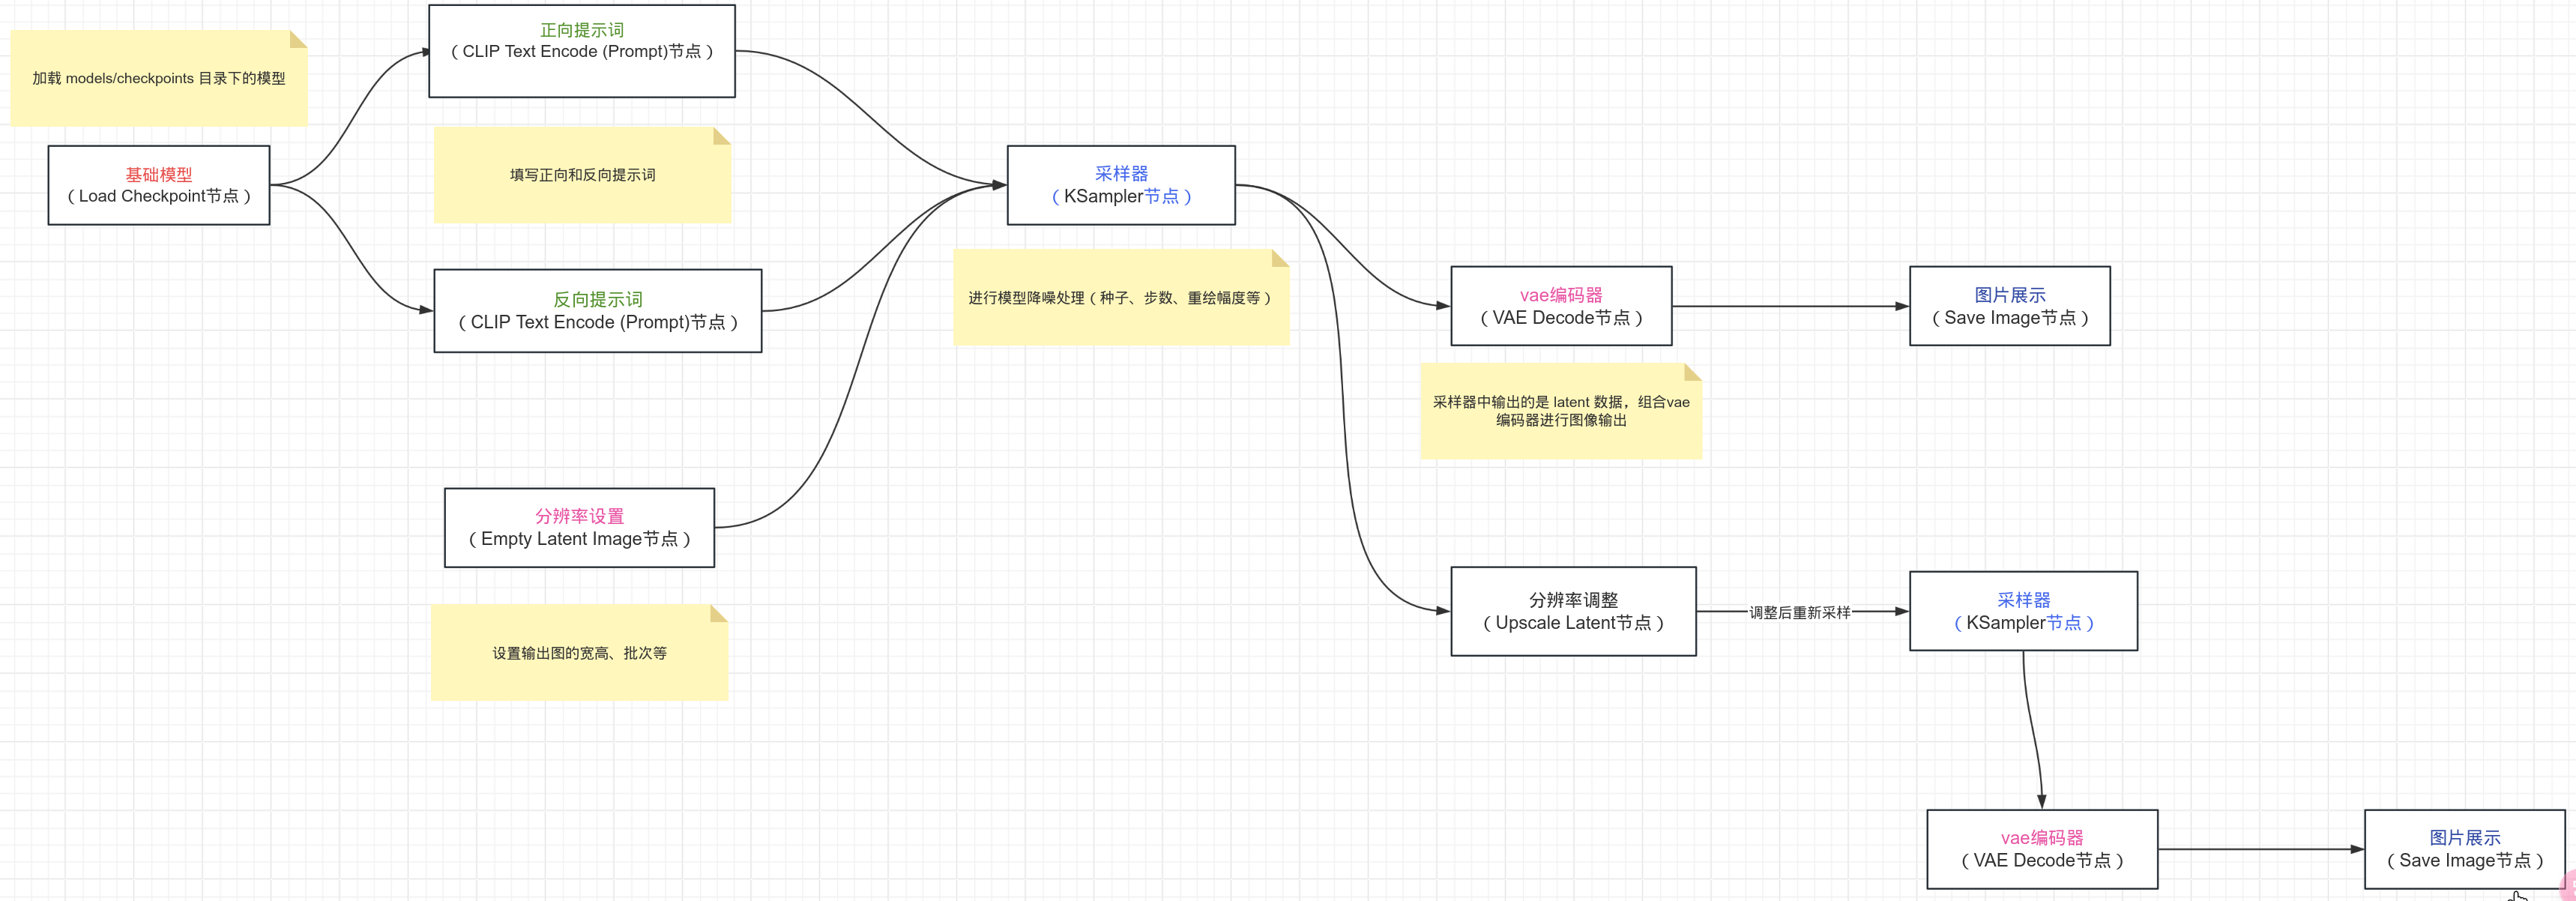 正向提示词
（CLIP Text Encode (Prompt)节点）
加载 models/checkpoints 目录下的模型
填写正向和反向提示词
基础模型
（Load Checkpoint节点）
采样器
（KSampler节点）
反向提示词
（CLIP Text Encode (Prompt)节点）
进行模型降噪处理（种子、步数、重绘幅度等）
vae编码器
（VAE Decode节点）
图片展示
（Save Image节点）
采样器中输出的是 latent 数据，组合vae
编码器进行图像输出
分辨率设置
（Empty Latent Image节点）
设置输出图的宽高、批次等
分辨率调整
（Upscale Latent节点）
调整后重新采样
采样器
（KSampler节点）
vae编码器
（VAE Decode节点）
图片展示
（Save Image节点）